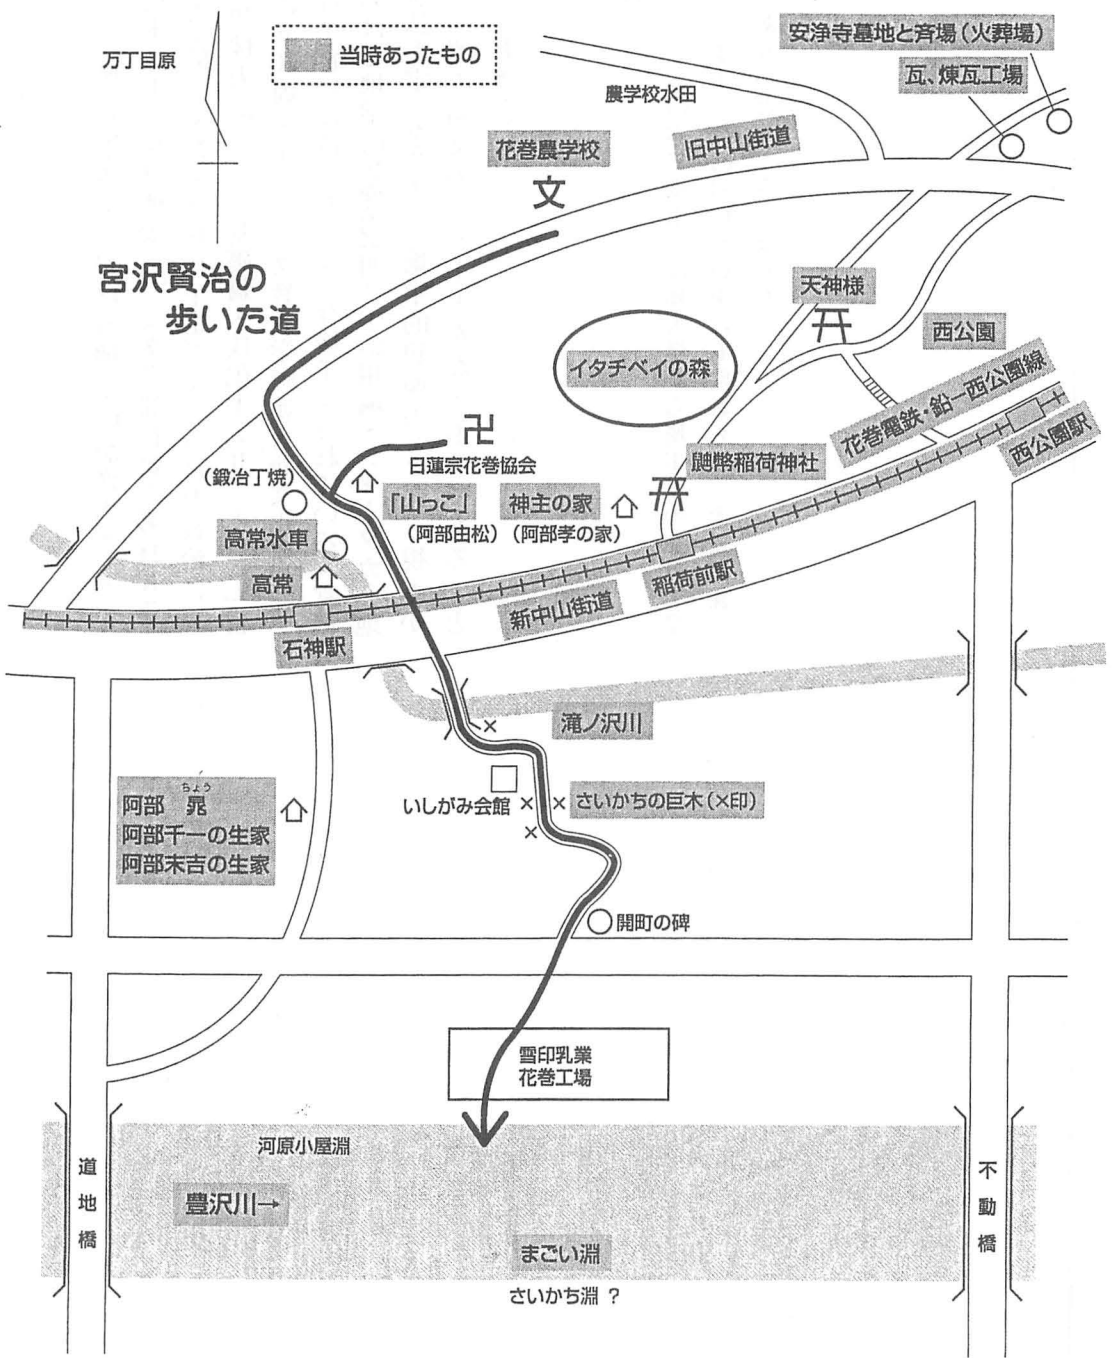 万丁目原
当時あったもの
安浄寺墓地と斉場(火葬場)
瓦、煉瓦工場
農学校水田
旧中山街道
花巻農学校
文
宮沢賢治の
歩いた道
天神様
西公園
イタチベイの森
花巻電鉄・鉛ー西公園線
西公園駅
卍
日蓮宗花巻協会
(鍛冶丁焼)
「山っこ」
(阿部由松)
神主の家
(阿部孝の家)
稲荷神社
高常水車
高常
石神駅
新中山街道
稲荷前駅
滝ノ沢川
いしがみ会館
さいかちの巨木(×印)
ちょう
阿部 晁
阿部千一の生家
阿部末吉の生家
開町の碑
雪印乳業
花巻工場
河原小屋淵
豊沢川→
まごい淵
さいかち淵 ?
道地橋
不動橋